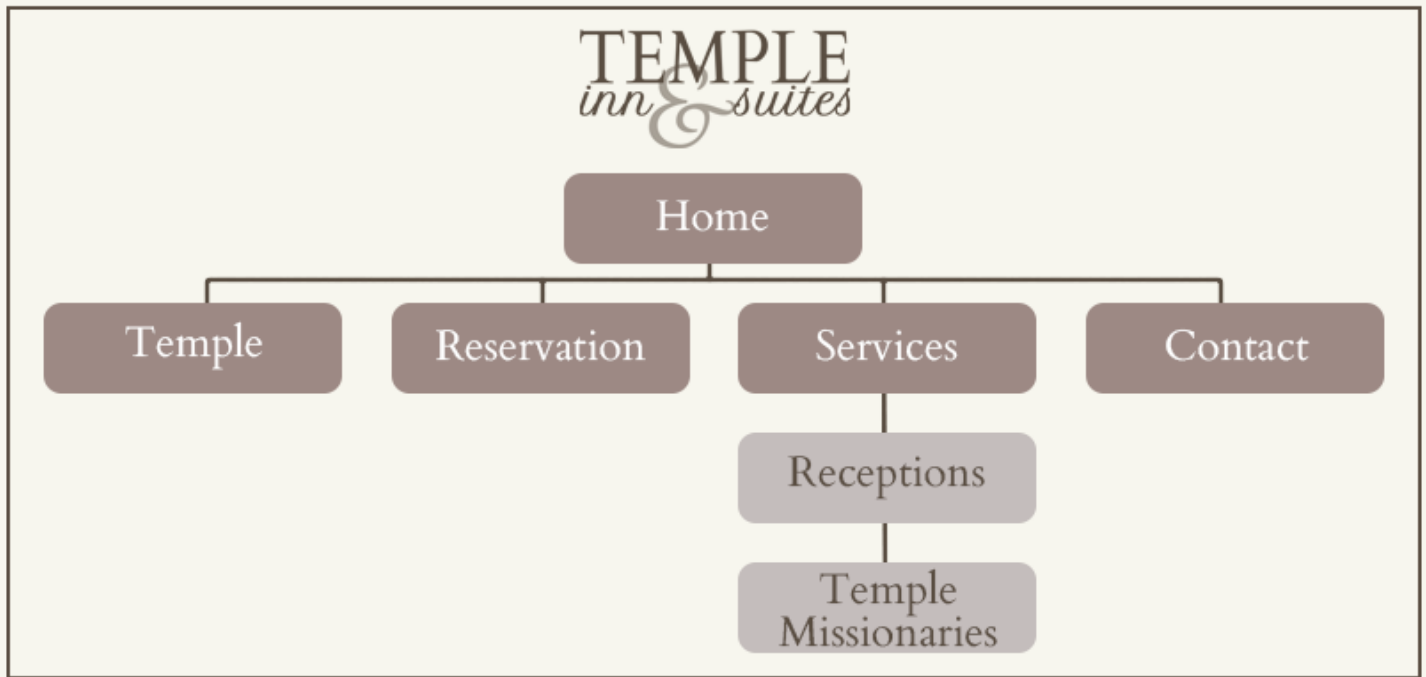 TEMPLE
inn & suites
Home
Temple
Reservation
Services
Contact
Receptions
Temple
Missionaries